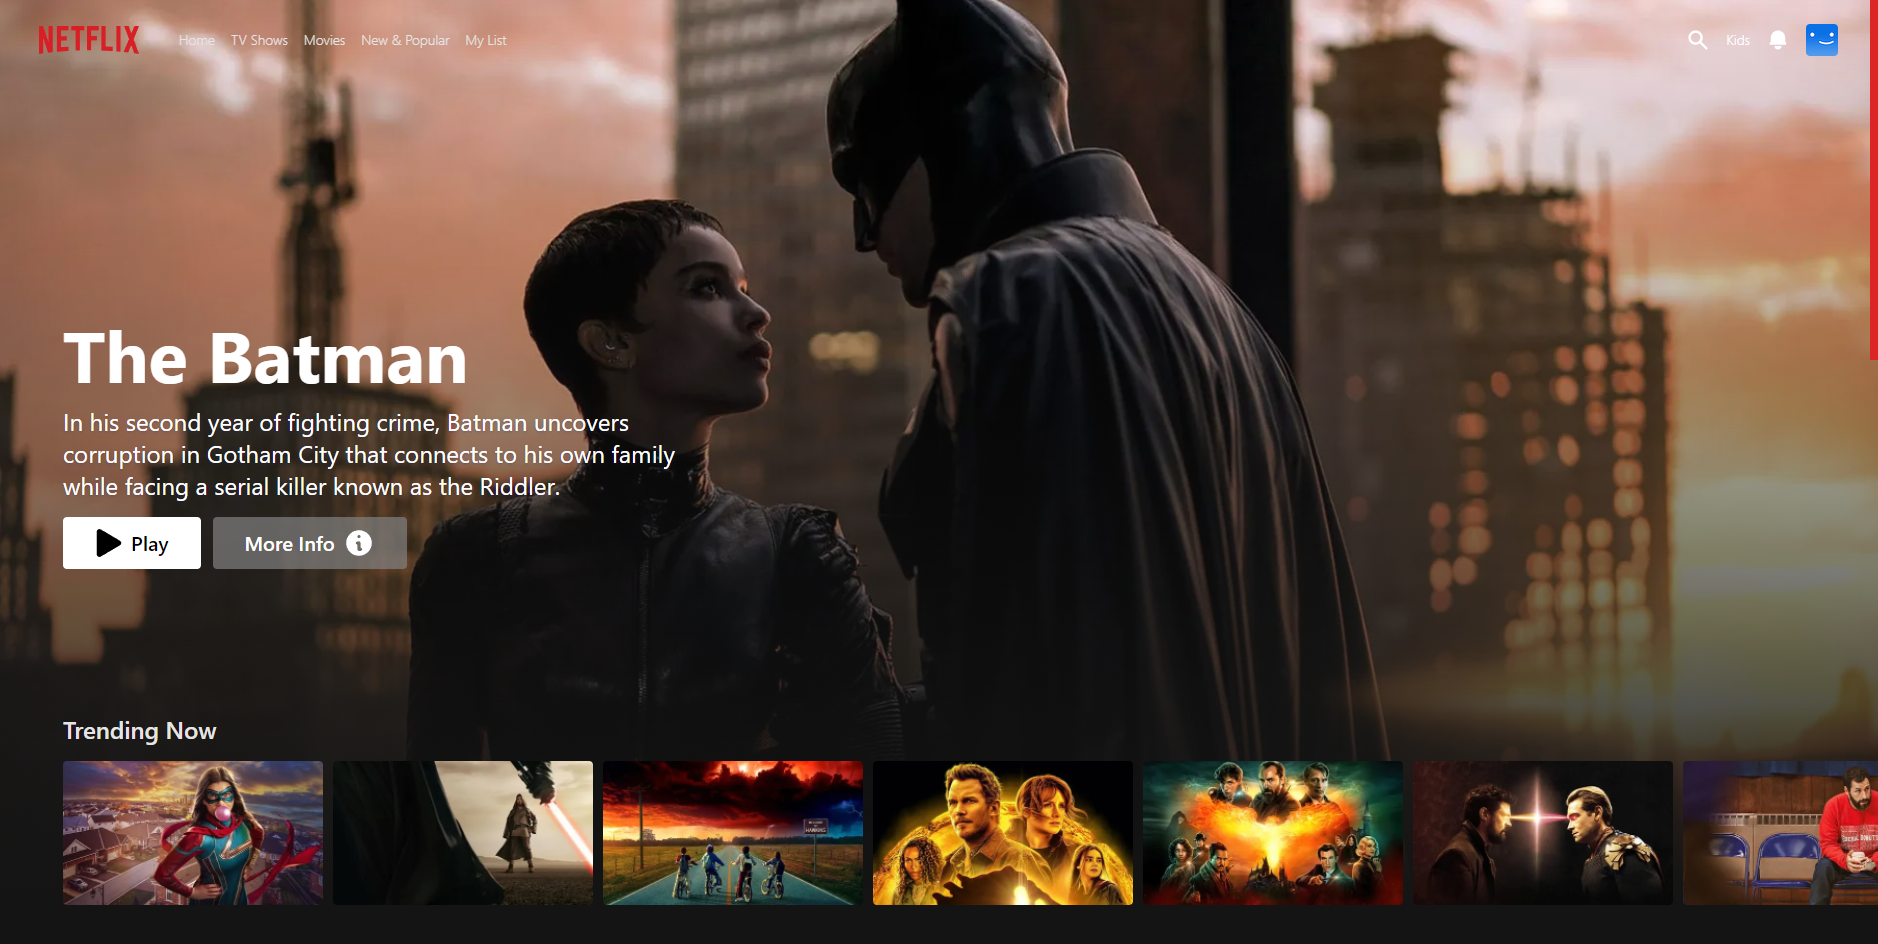 NETFLIX
Home TV Shows Movies New & Popular My List
Kids
The Batman
In his second year of fighting crime, Batman uncovers
corruption in Gotham City that connects to his own family
while facing a serial killer known as the Riddler.
Play More Info
Trending Now
HAWKINS